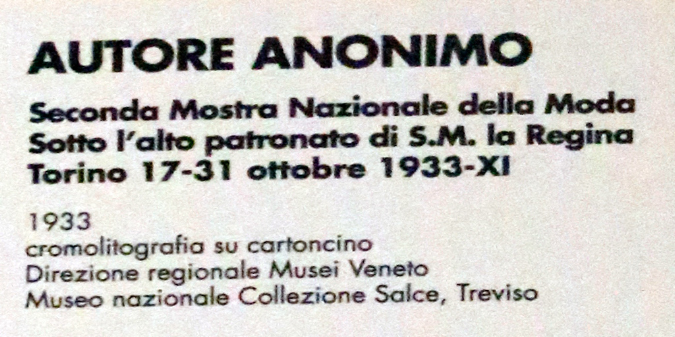 AUTORE ANONIMO
Seconda Mostra Nazionale della Moda
Sotto l'alto patronato di S.M. la Regina
Torino 17-31 ottobre 1933-XI
1933
cromolitografia su cartoncino
Direzione regionale Musei Veneto
Museo nazionale Collezione Salce, Treviso